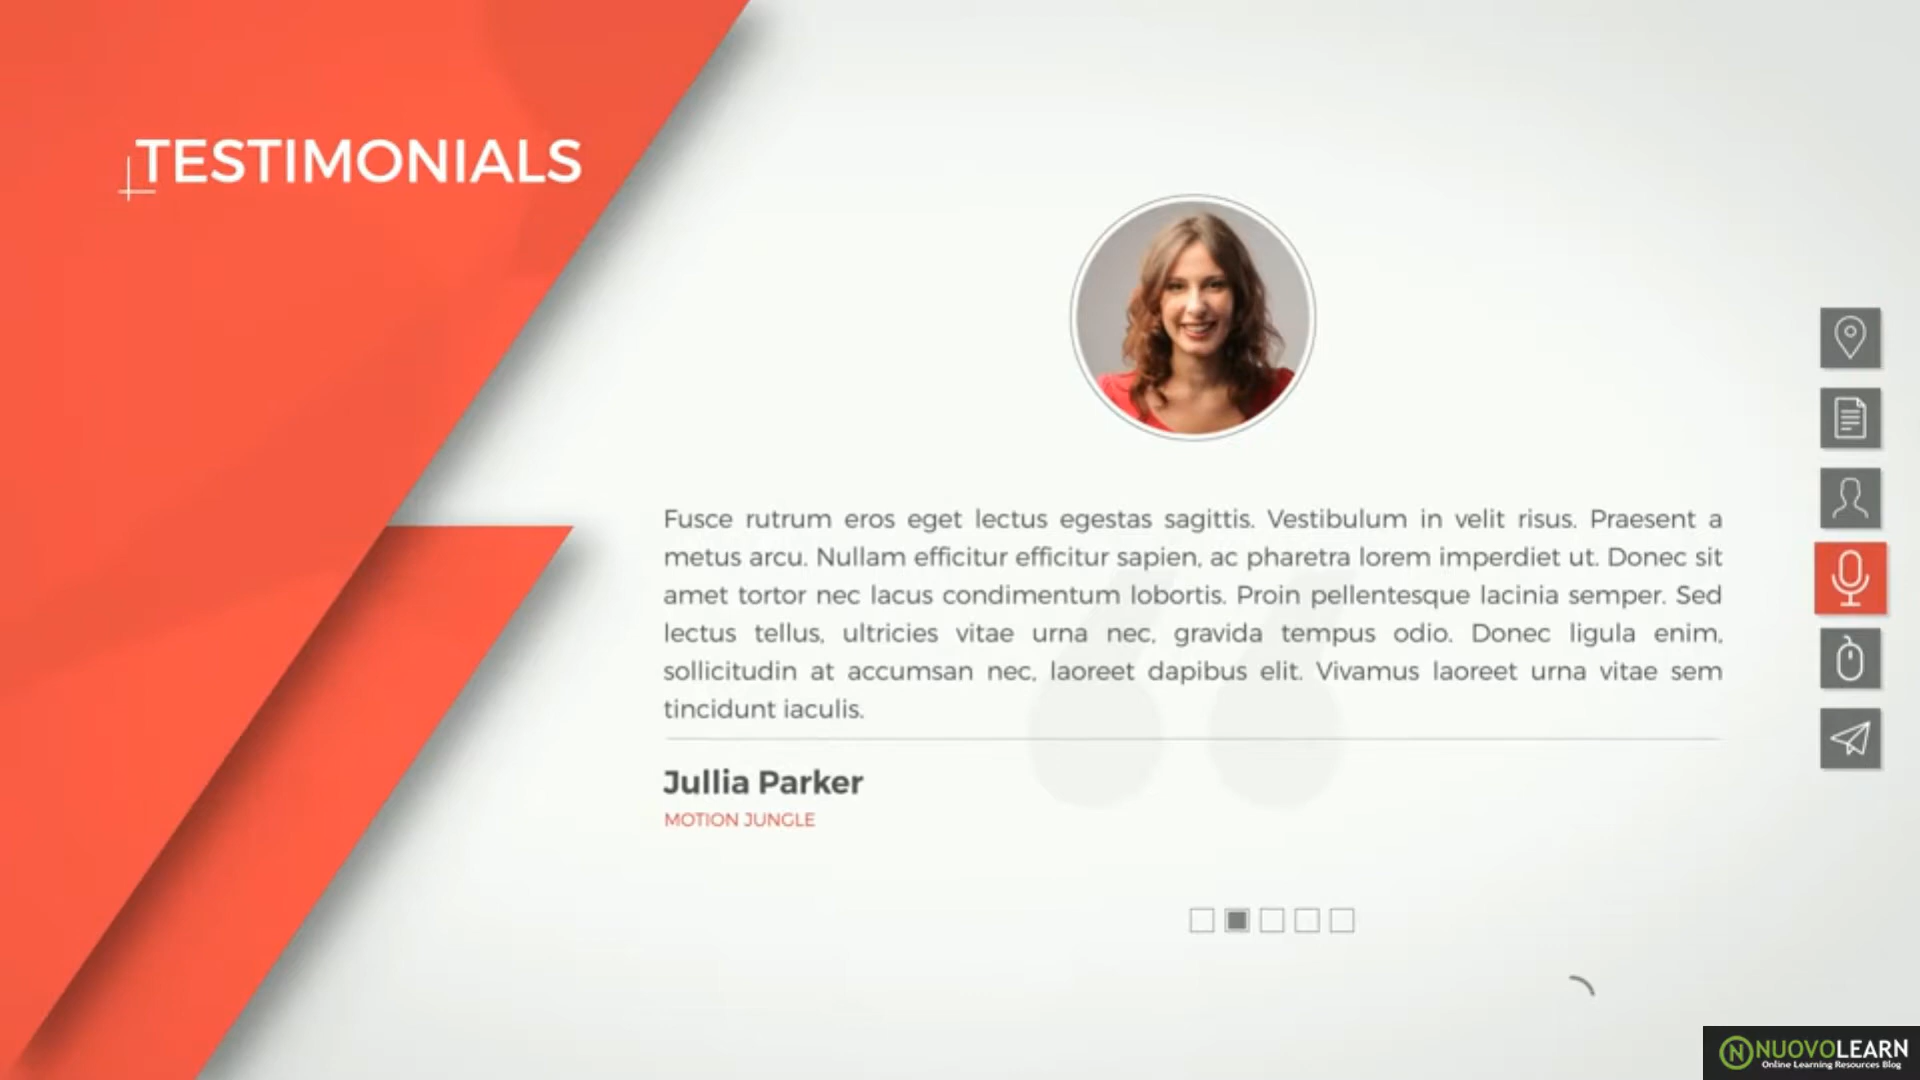 TESTIMONIALS
Fusce rutrum eros eget lectus egestas sagittis. Vestibulum in velit risus. Praesent a
metus arcu. Nullam efficitur efficitur sapien, ac pharetra lorem imperdiet ut. Donec sit
amet tortor nec lacus condimentum lobortis. Proin pellentesque lacinia semper. Sed
lectus tellus, ultricies vitae urna nec, gravida tempus odio. Donec ligula enim,
sollicitudin at accumsan nec, laoreet dapibus elit. Vivamus laoreet urna vitae sem
tincidunt iaculis.
Jullia Parker
MOTION JUNGLE
NUOVOLEARN
Online Learning Resources Blog